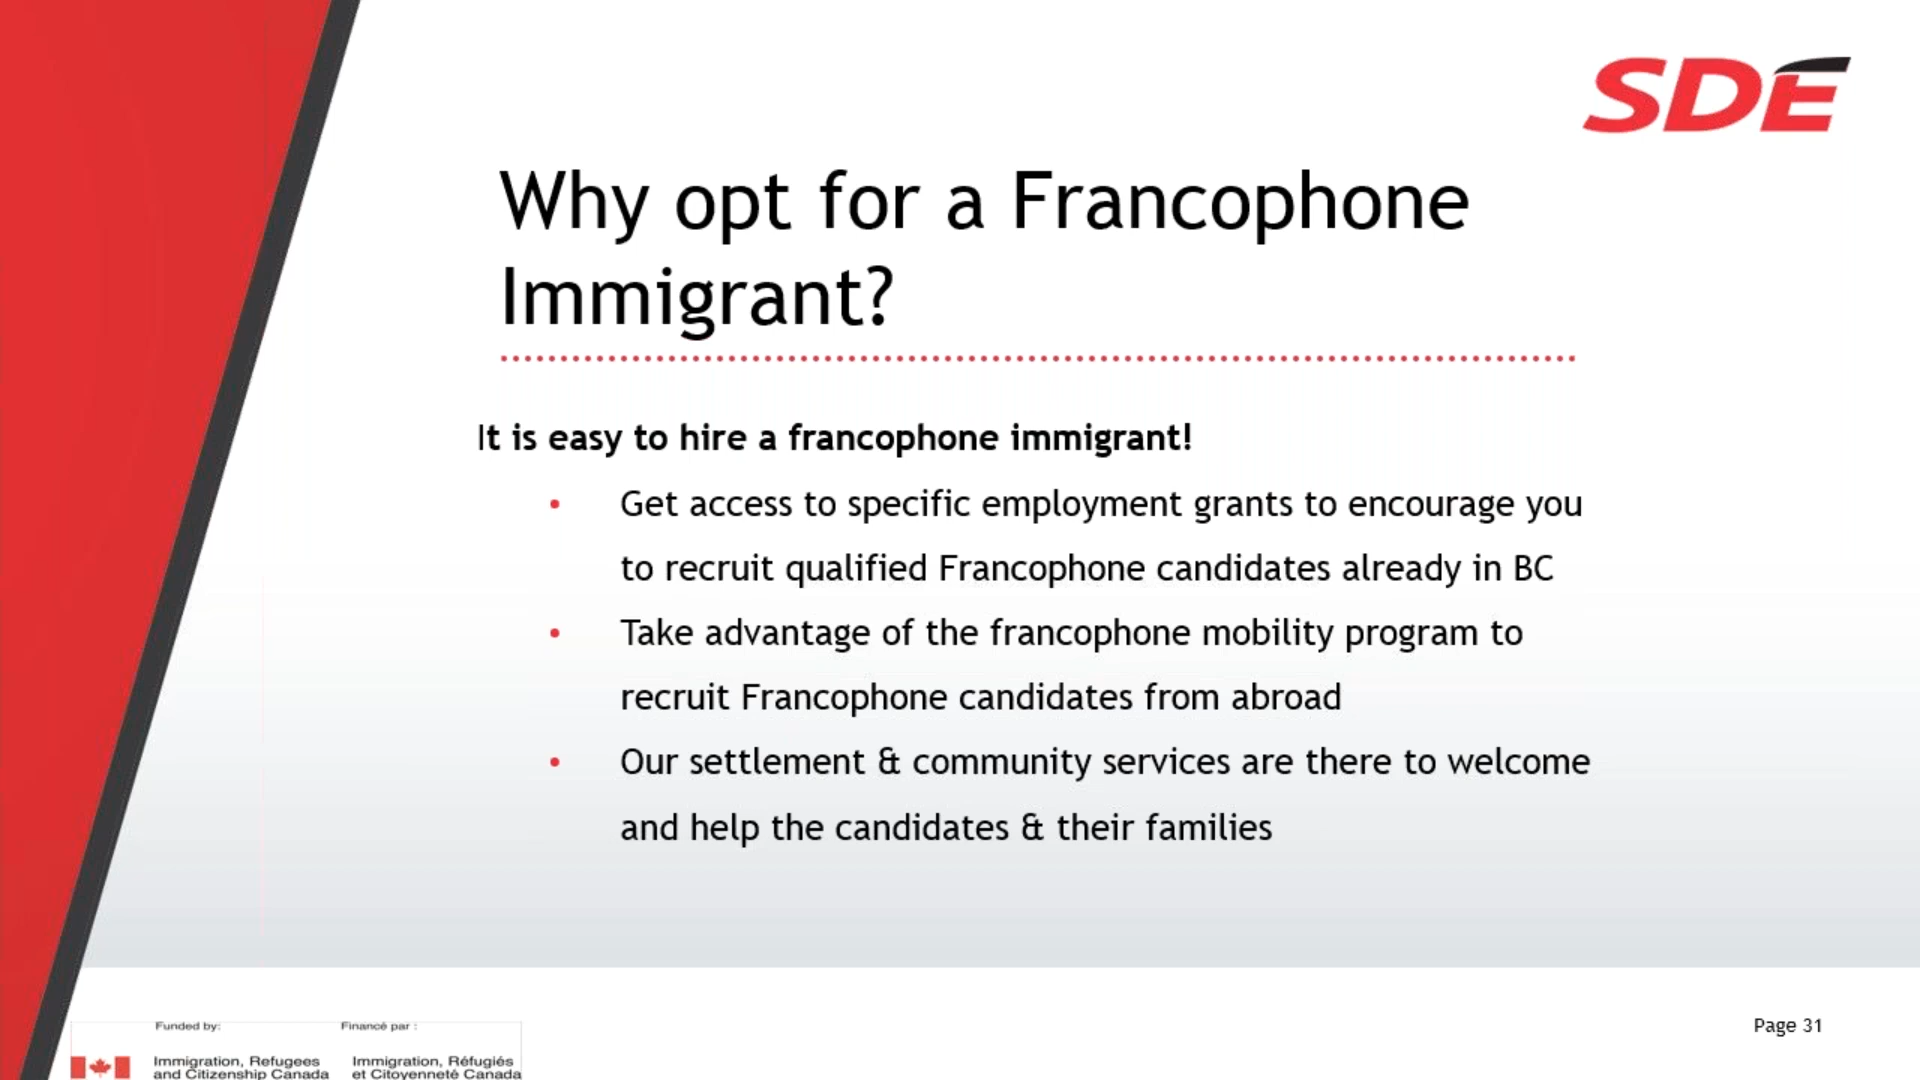 SDE
Why opt for a Francophone
Immigrant?
It is easy to hire a francophone immigrant!
• Get access to specific employment grants to encourage you
to recruit qualified Francophone candidates already in BC
• Take advantage of the francophone mobility program to
recruit Francophone candidates from abroad
• Our settlement & community services are there to welcome
and help the candidates & their families
Funded by:
Immigration, Refugees
and Citizenship Canada
Financé par :
Immigration, Réfugiés
et Citoyenneté Canada
Page 31